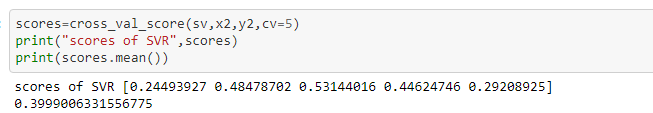 scores=cross_val_score(sv,x2,y2,cv=5)
print("scores of SVR",scores)
print(scores.mean())
scores of SVR [0.24493927 0.48478702 0.53144016 0.44624746 0.29208925]
0.3999006331556775